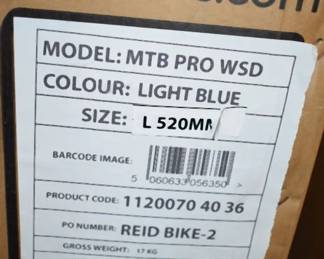 .com
MODEL: MTB PRO WSD
COLOUR: LIGHT BLUE
SIZE: L 520MM
BARCODE IMAGE:
5 060633 056350 >
PRODUCT CODE: 1120070 40 36
PO NUMBER: REID BIKE-2
GROSS WEIGHT: 17 KG